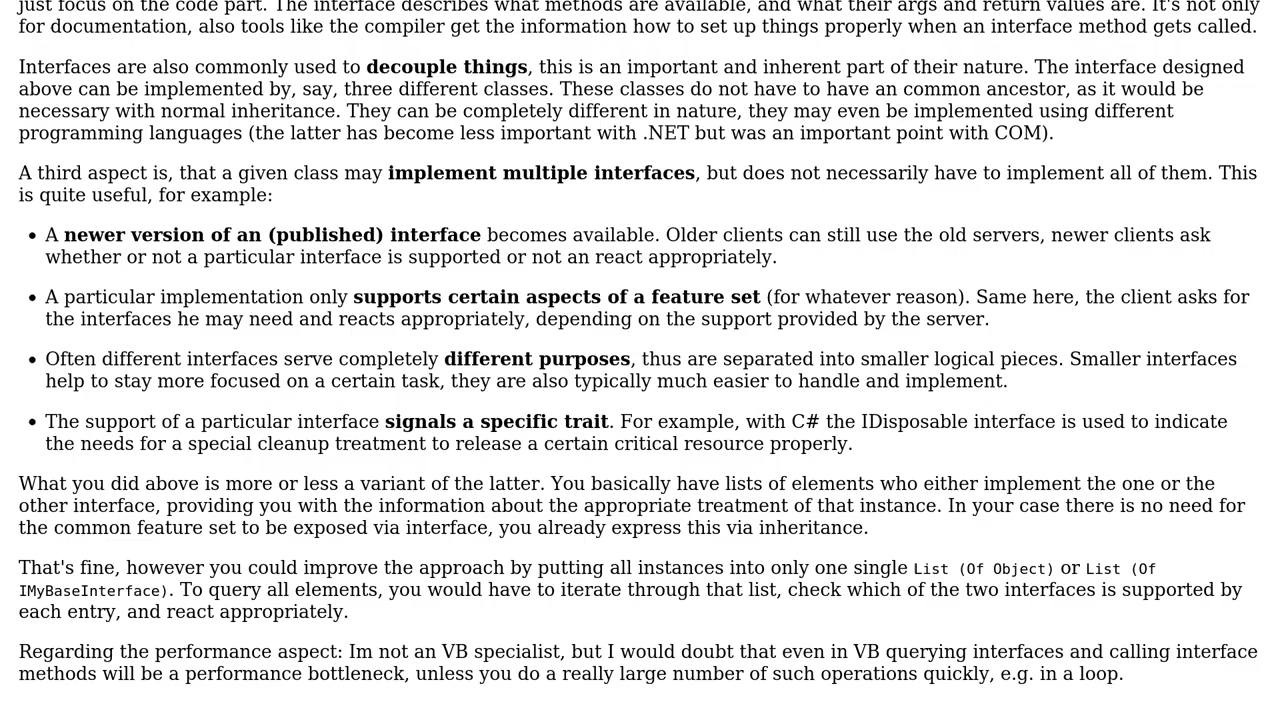 just focus on the code part. The interface describes what methods are available, and what their args and return values are. It's not only
for documentation, also tools like the compiler get the information how to set up things properly when an interface method gets called.
Interfaces are also commonly used to decouple things, this is an important and inherent part of their nature. The interface designed
above can be implemented by, say, three different classes. These classes do not have to have an common ancestor, as it would be
necessary with normal inheritance. They can be completely different in nature, they may even be implemented using different
programming languages (the latter has become less important with .NET but was an important point with COM).
A third aspect is, that a given class may implement multiple interfaces, but does not necessarily have to implement all of them. This
is quite useful, for example:
• A newer version of an (published) interface becomes available. Older clients can still use the old servers, newer clients ask
whether or not a particular interface is supported or not an react appropriately.
• A particular implementation only supports certain aspects of a feature set (for whatever reason). Same here, the client asks for
the interfaces he may need and reacts appropriately, depending on the support provided by the server.
• Often different interfaces serve completely different purposes, thus are separated into smaller logical pieces. Smaller interfaces
help to stay more focused on a certain task, they are also typically much easier to handle and implement.
• The support of a particular interface signals a specific trait. For example, with C# the IDisposable interface is used to indicate
the needs for a special cleanup treatment to release a certain critical resource properly.
What you did above is more or less a variant of the latter. You basically have lists of elements who either implement the one or the
other interface, providing you with the information about the appropriate treatment of that instance. In your case there is no need for
the common feature set to be exposed via interface, you already express this via inheritance.
That's fine, however you could improve the approach by putting all instances into only one single List (Of Object) or List (Of
IMyBaseInterface). To query all elements, you would have to iterate through that list, check which of the two interfaces is supported by
each entry, and react appropriately.
Regarding the performance aspect: Im not an VB specialist, but I would doubt that even in VB querying interfaces and calling interface
methods will be a performance bottleneck, unless you do a really large number of such operations quickly, e.g. in a loop.